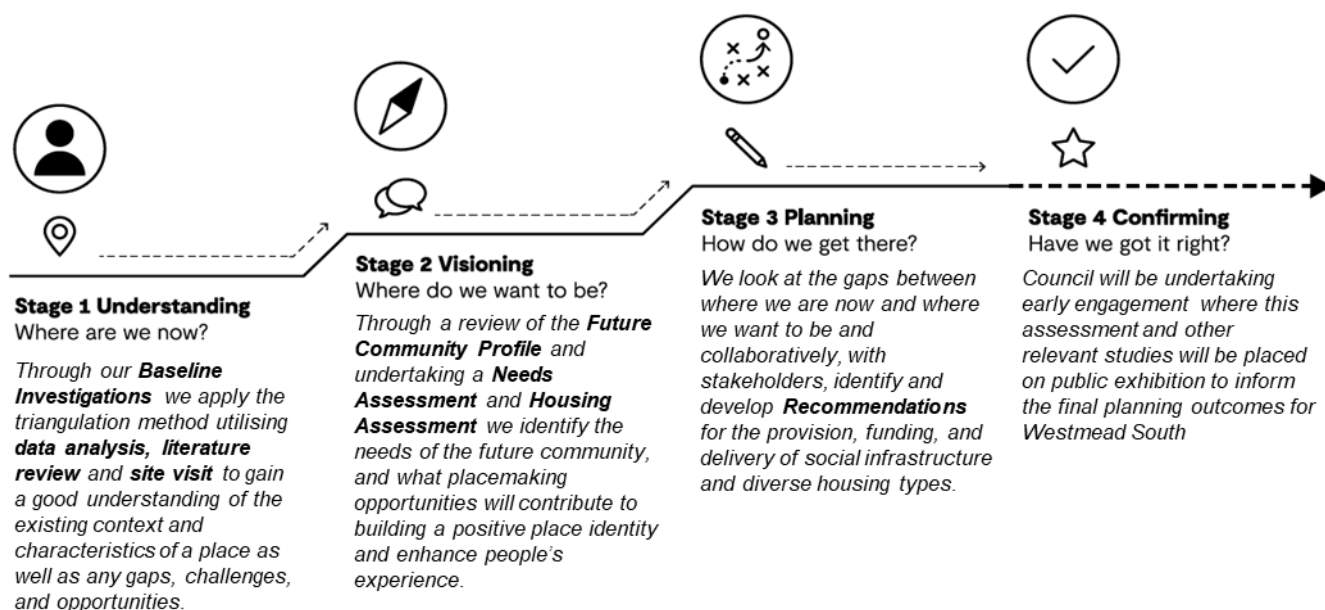 Stage 1 Understanding
Where are we now?
Through our Baseline
Investigations we apply the
triangulation method utilising
data analysis, literature
review and site visit to gain
a good understanding of the
existing context and
characteristics of a place as
well as any gaps, challenges,
and opportunities.
Stage 2 Visioning
Where do we want to be?
Through a review of the Future
Community Profile and
undertaking a Needs
Assessment and Housing
Assessment we identify the
needs of the future community,
and what placemaking
opportunities will contribute to
building a positive place identity
and enhance people's
experience.
Stage 3 Planning
How do we get there?
We look at the gaps between
where we are now and where
we want to be and
collaboratively, with
stakeholders, identify and
develop Recommendations
for the provision, funding, and
delivery of social infrastructure
and diverse housing types.
Stage 4 Confirming
Have we got it right?
Council will be undertaking
early engagement where this
assessment and other
relevant studies will be placed
on public exhibition to inform
the final planning outcomes for
Westmead South